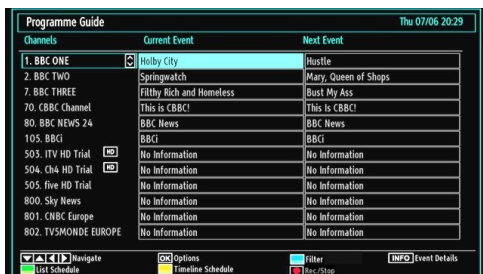 Programme Guide Thu 07/06 20:29
Channels Current Event Next Event
1. BBC ONE Holby City Hustle
2. BBC TWO Springwatch Mary, Queen of Shops
7. BBC THREE Filthy Rich and Homeless Bust My Ass
70. CBBC Channel This is CBBC! This Is CBBC!
80. BBC NEWS 24 BBC News BBC News
105. BBCi BBCi BBCi
503. ITV HD Trial HD No Information No Information
504. Ch4 HD Trial HD No Information No Information
505. five HD Trial No Information No Information
800. Sky News No Information No Information
801. CNBC Europe No Information No Information
802. TV5MONDE EUROPE No Information No Information
Navigate OK Options Filter INFO Event Details
List Schedule Timeline Schedule Rec./Stop